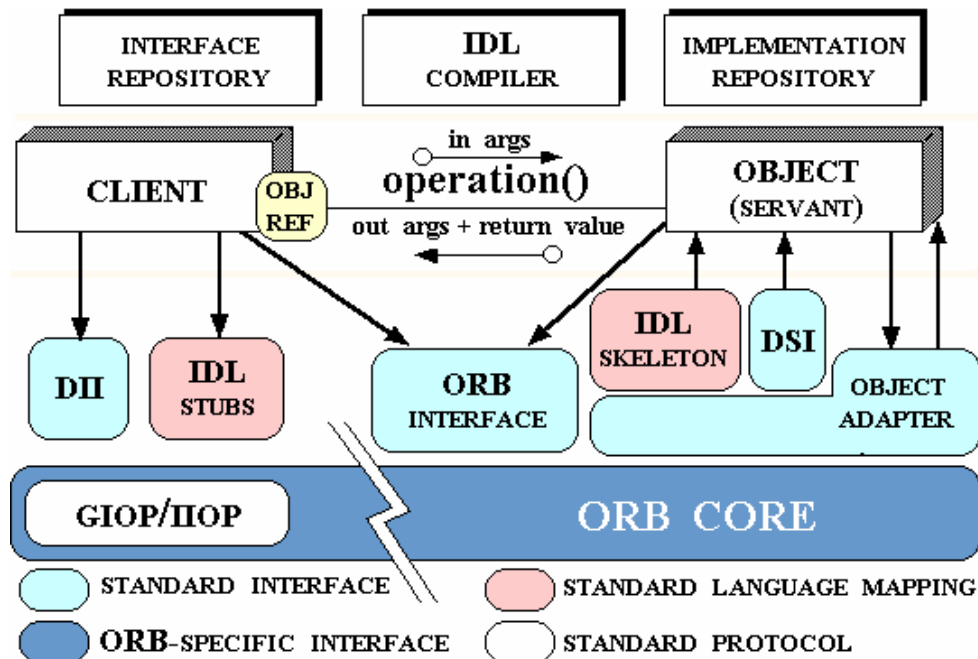 INTERFACE
REPOSITORY
IDL
COMPILER
IMPLEMENTATION
REPOSITORY
CLIENT
OBJ
REF
in args
operation()
out args + return value
OBJECT
(SERVANT)
DII
IDL
STUBS
ORB
INTERFACE
IDL
SKELETON
DSI
OBJECT
ADAPTER
GIOP/IIOP
ORB CORE
STANDARD INTERFACE
STANDARD LANGUAGE MAPPING
ORB-SPECIFIC INTERFACE
STANDARD PROTOCOL